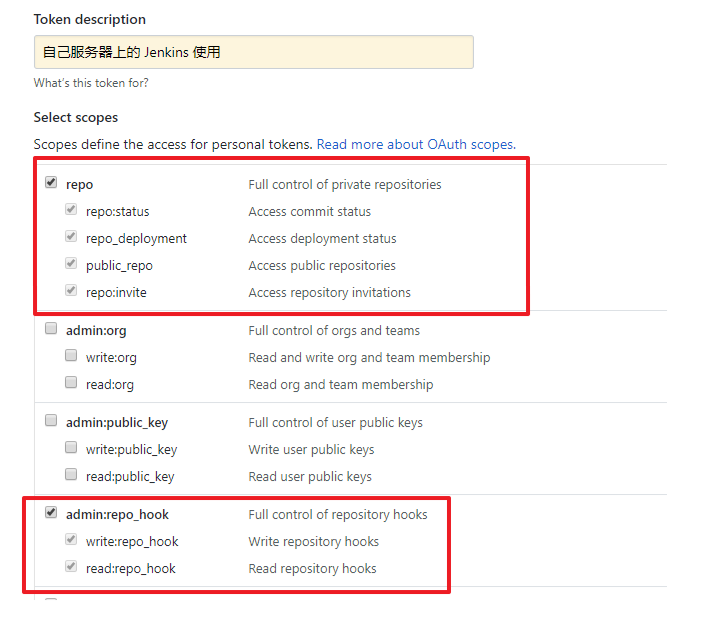 Token description
自己服务器上的 Jenkins 使用
What's this token for?
Select scopes
Scopes define the access for personal tokens. Read more about OAuth scopes.
repo Full control of private repositories
repo:status Access commit status
repo_deployment Access deployment status
public_repo Access public repositories
repo:invite Access repository invitations
admin:org Full control of orgs and teams
write:org Read and write org and team membership
read:org Read org and team membership
admin:public_key Full control of user public keys
write:public_key Write user public keys
read:public_key Read user public keys
admin:repo_hook Full control of repository hooks
write:repo_hook Write repository hooks
read:repo_hook Read repository hooks